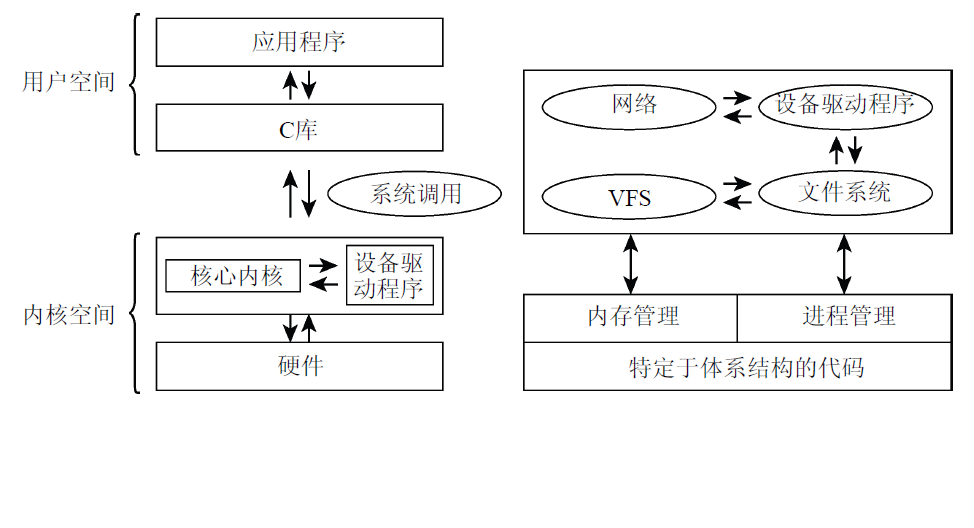 用户空间
应用程序
C库
系统调用
内核空间
核心内核
设备驱
动程序
硬件
网络
设备驱动程序
VFS
文件系统
内存管理
进程管理
特定于体系结构的代码